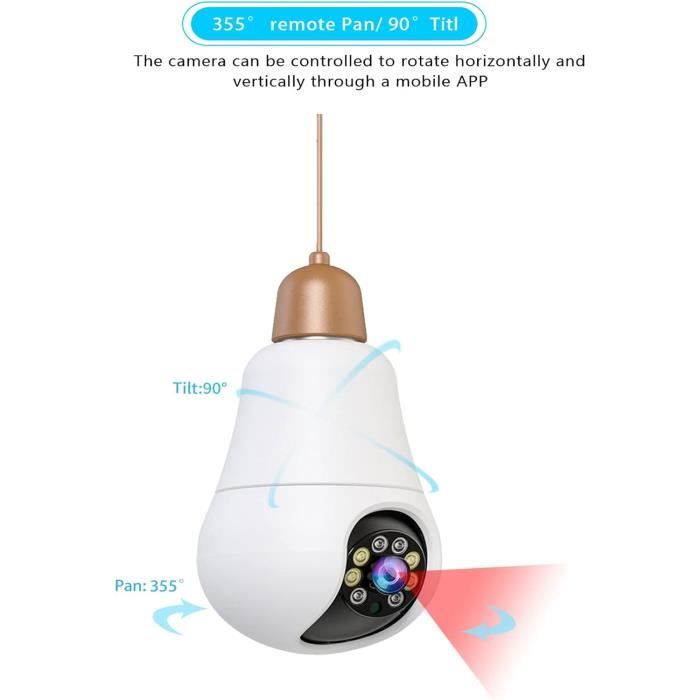 355° remote Pan/ 90° Titl
The camera can be controlled to rotate horizontally and
vertically through a mobile APP
Tilt:90°
Pan: 355°